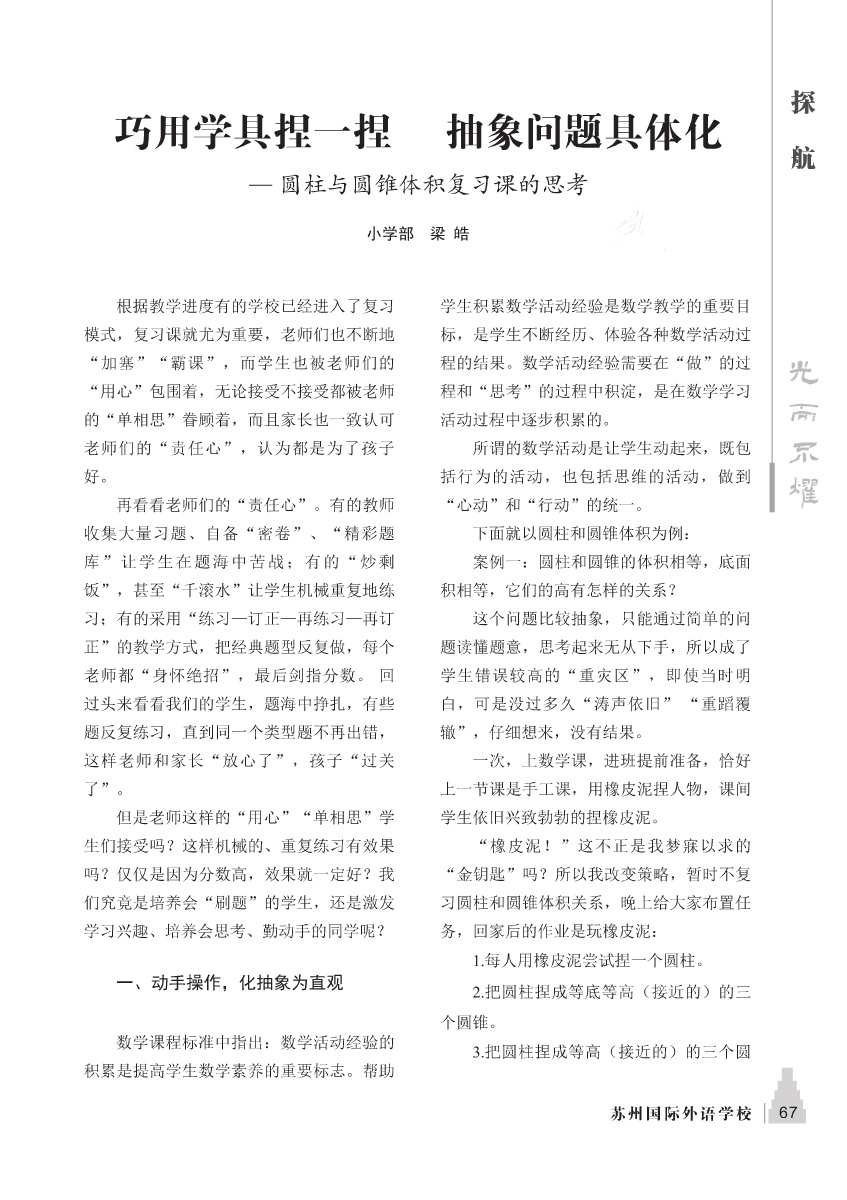 巧用学具捏一捏 抽象问题具体化
— 圆柱与圆锥体积复习课的思考
小学部 梁 皓
根据教学进度有的学校已经进入了复习
模式，复习课就尤为重要，老师们也不断地
“加塞”“霸课”，而学生也被老师们的
“用心”包围着，无论接受不接受都被老师
的“单相思”眷顾着，而且家长也一致认可
老师们的“责任心”，认为都是为了孩子
好。
再看看老师们的“责任心”。有的教师
收集大量习题、自备“密卷”、“精彩题
库”让学生在题海中苦战；有的“炒剩
饭”，甚至“千滚水”让学生机械重复地练
习；有的采用“练习—订正—再练习—再订
正”的教学方式，把经典题型反复做，每个
老师都“身怀绝招”，最后剑指分数。 回
过头来看看我们的学生，题海中挣扎，有些
题反复练习，直到同一个类型题不再出错，
这样老师和家长“放心了”，孩子“过关
了”。
但是老师这样的“用心”“单相思”学
生们接受吗？这样机械的、重复练习有效果
吗？仅仅是因为分数高，效果就一定好？我
们究竟是培养会“刷题”的学生，还是激发
学习兴趣、培养会思考、勤动手的同学呢？
一、动手操作，化抽象为直观
数学课程标准中指出：数学活动经验的
积累是提高学生数学素养的重要标志。帮助
学生积累数学活动经验是数学教学的重要目
标，是学生不断经历、体验各种数学活动过
程的结果。数学活动经验需要在“做”的过
程和“思考”的过程中积淀，是在数学学习
活动过程中逐步积累的。
所谓的数学活动是让学生动起来，既包
括行为的活动，也包括思维的活动，做到
“心动”和“行动”的统一。
下面就以圆柱和圆锥体积为例：
案例一：圆柱和圆锥的体积相等，底面
积相等，它们的高有怎样的关系？
这个问题比较抽象，只能通过简单的问
题读懂题意，思考起来无从下手，所以成了
学生错误较高的“重灾区”，即使当时明
白，可是没过多久“涛声依旧” “重蹈覆
辙”，仔细想来，没有结果。
一次，上数学课，进班提前准备，恰好
上一节课是手工课，用橡皮泥捏人物，课间
学生依旧兴致勃勃的捏橡皮泥。
“橡皮泥！”这不正是我梦寐以求的
“金钥匙”吗？所以我改变策略，暂时不复
习圆柱和圆锥体积关系，晚上给大家布置任
务，回家后的作业是玩橡皮泥：
1.每人用橡皮泥尝试捏一个圆柱。
2.把圆柱捏成等底等高（接近的）的三
个圆锥。
3.把圆柱捏成等高（接近的）的三个圆
探航
光而不耀
苏州国际外语学校 67